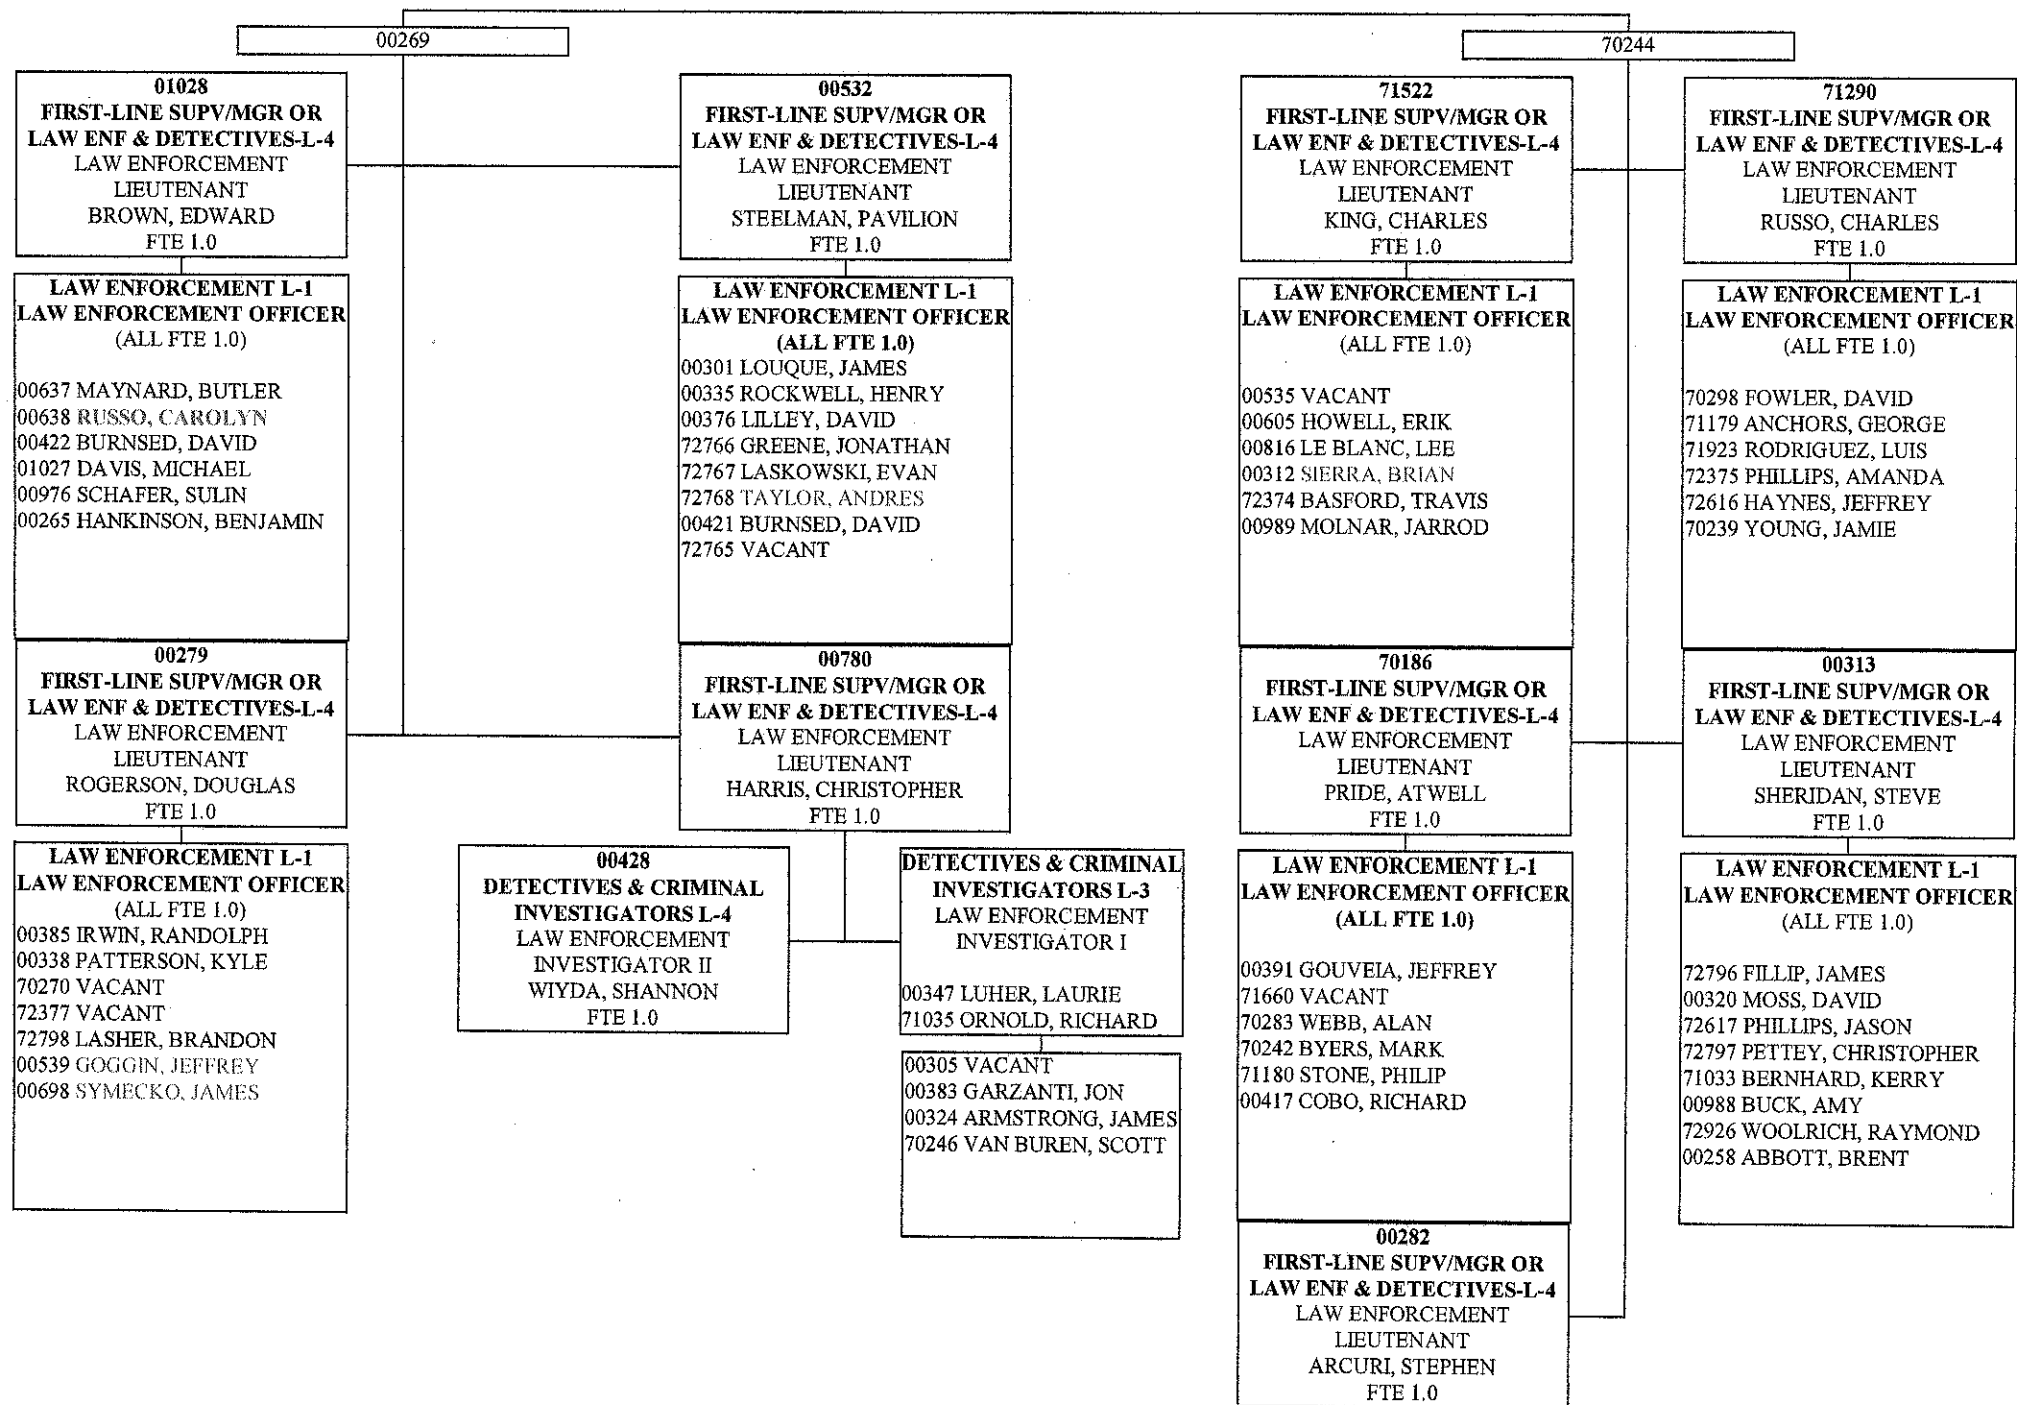 00269
01028
FIRST-LINE SUPV/MGR OR
LAW ENF & DETECTIVES-L-4
LAW ENFORCEMENT
LIEUTENANT
BROWN, EDWARD
FTE 1.0
LAW ENFORCEMENT L-1
LAW ENFORCEMENT OFFICER
(ALL FTE 1.0)
00637 MAYNARD, BUTLER
00638 RUSSO, CAROLYN
00422 BURNSED, DAVID
01027 DAVIS, MICHAEL
00976 SCHAFER, SULIN
00265 HANKINSON, BENJAMIN
00532
FIRST-LINE SUPV/MGR OR
LAW ENF & DETECTIVES-L-4
LAW ENFORCEMENT
LIEUTENANT
STEELMAN, PAVILION
FTE 1.0
LAW ENFORCEMENT L-1
LAW ENFORCEMENT OFFICER
(ALL FTE 1.0)
00301 LOUQUE, JAMES
00335 ROCKWELL, HENRY
00376 LILLEY, DAVID
72766 GREENE, JONATHAN
72767 LASKOWSKI, EVAN
72768 TAYLOR, ANDRES
00421 BURNSED, DAVID
72765 VACANT
00279
FIRST-LINE SUPV/MGR OR
LAW ENF & DETECTIVES-L-4
LAW ENFORCEMENT
LIEUTENANT
ROGERSON, DOUGLAS
FTE 1.0
LAW ENFORCEMENT L-1
LAW ENFORCEMENT OFFICER
(ALL FTE 1.0)
00385 IRWIN, RANDOLPH
00338 PATTERSON, KYLE
70270 VACANT
72377 VACANT
72798 LASHER, BRANDON
00539 GOGGIN, JEFFREY
00698 SYMECKO, JAMES
00780
FIRST-LINE SUPV/MGR OR
LAW ENF & DETECTIVES-L-4
LAW ENFORCEMENT
LIEUTENANT
HARRIS, CHRISTOPHER
FTE 1.0
00428
DETECTIVES & CRIMINAL
INVESTIGATORS L-4
LAW ENFORCEMENT
INVESTIGATOR II
WIYDA, SHANNON
FTE 1.0
DETECTIVES & CRIMINAL
INVESTIGATORS L-3
LAW ENFORCEMENT
INVESTIGATOR I
00347 LUHER, LAURIE
71035 ORNOLD, RICHARD
00305 VACANT
00383 GARZANTI, JON
00324 ARMSTRONG, JAMES
70246 VAN BUREN, SCOTT
70244
71522
FIRST-LINE SUPV/MGR OR
LAW ENF & DETECTIVES-L-4
LAW ENFORCEMENT
LIEUTENANT
KING, CHARLES
FTE 1.0
LAW ENFORCEMENT L-1
LAW ENFORCEMENT OFFICER
(ALL FTE 1.0)
00535 VACANT
00605 HOWELL, ERIK
00816 LE BLANC, LEE
00312 SIERRA, BRIAN
72374 BASFORD, TRAVIS
00989 MOLNAR, JARROD
71290
FIRST-LINE SUPV/MGR OR
LAW ENF & DETECTIVES-L-4
LAW ENFORCEMENT
LIEUTENANT
RUSSO, CHARLES
FTE 1.0
LAW ENFORCEMENT L-1
LAW ENFORCEMENT OFFICER
(ALL FTE 1.0)
70298 FOWLER, DAVID
71179 ANCHORS, GEORGE
71923 RODRIGUEZ, LUIS
72375 PHILLIPS, AMANDA
72616 HAYNES, JEFFREY
70239 YOUNG, JAMIE
70186
FIRST-LINE SUPV/MGR OR
LAW ENF & DETECTIVES-L-4
LAW ENFORCEMENT
LIEUTENANT
PRIDE, ATWELL
FTE 1.0
LAW ENFORCEMENT L-1
LAW ENFORCEMENT OFFICER
(ALL FTE 1.0)
00391 GOUVEIA, JEFFREY
71660 VACANT
70283 WEBB, ALAN
70242 BYERS, MARK
71180 STONE, PHILIP
00417 COBO, RICHARD
00313
FIRST-LINE SUPV/MGR OR
LAW ENF & DETECTIVES-L-4
LAW ENFORCEMENT
LIEUTENANT
SHERIDAN, STEVE
FTE 1.0
LAW ENFORCEMENT L-1
LAW ENFORCEMENT OFFICER
(ALL FTE 1.0)
72796 FILLIP, JAMES
00320 MOSS, DAVID
72617 PHILLIPS, JASON
72797 PETTEY, CHRISTOPHER
71033 BERNHARD, KERRY
00988 BUCK, AMY
72926 WOOLRICH, RAYMOND
00258 ABBOTT, BRENT
00282
FIRST-LINE SUPV/MGR OR
LAW ENF & DETECTIVES-L-4
LAW ENFORCEMENT
LIEUTENANT
ARCURI, STEPHEN
FTE 1.0